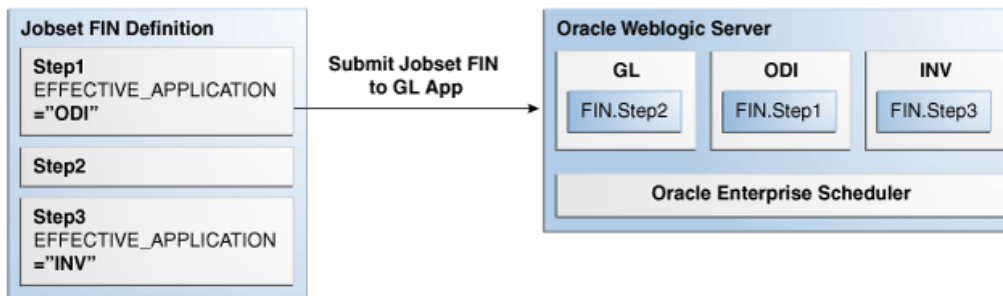 Jobset FIN Definition
Step1
EFFECTIVE_APPLICATION
="ODI"
Step2
Step3
EFFECTIVE_APPLICATION
="INV"
Submit Jobset FIN
to GL App
Oracle Weblogic Server
GL
FIN.Step2
ODI
FIN.Step1
INV
FIN.Step3
Oracle Enterprise Scheduler